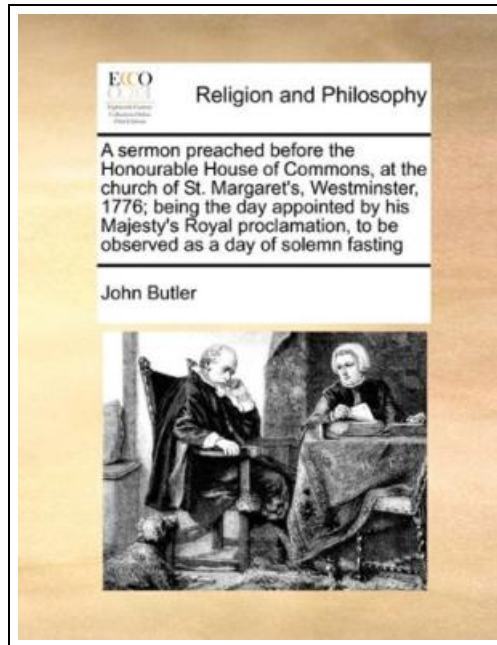 ECCO
Religion and Philosophy
A sermon preached before the
Honourable House of Commons, at the
church of St. Margaret's, Westminster,
1776; being the day appointed by his
Majesty's Royal proclamation, to be
observed as a day of solemn fasting
John Butler